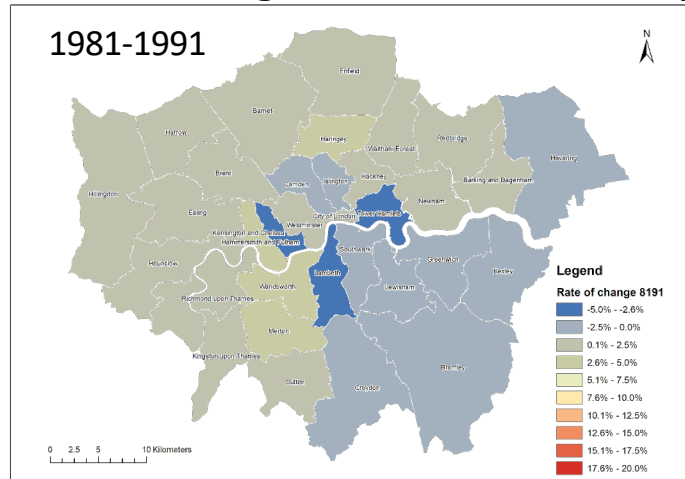 1981-1991
N
Enfield
Barnet
Harrow
Haringey
Waltham Forest
Redbridge
Havering
Hillingdon
Brent
Camden
Islington
Hackney
Barking and Dagenham
Ealing
Westminster
City of London
Tower Hamlets
Newham
Kensington and Chelsea
Hammersmith and Fulham
Hounslow
Southwark
Greenwich
Bexley
Wandsworth
Lambeth
Lewisham
Richmond upon Thames
Merton
Kingston upon Thames
Sutton
Croydon
Bromley
Legend
Rate of change 8191
-5.0% - -2.6%
-2.5% - 0.0%
0.1% - 2.5%
2.6% - 5.0%
5.1% - 7.5%
7.6% - 10.0%
10.1% - 12.5%
12.6% - 15.0%
15.1% - 17.5%
17.6% - 20.0%
0 2.5 5 10 Kilometers